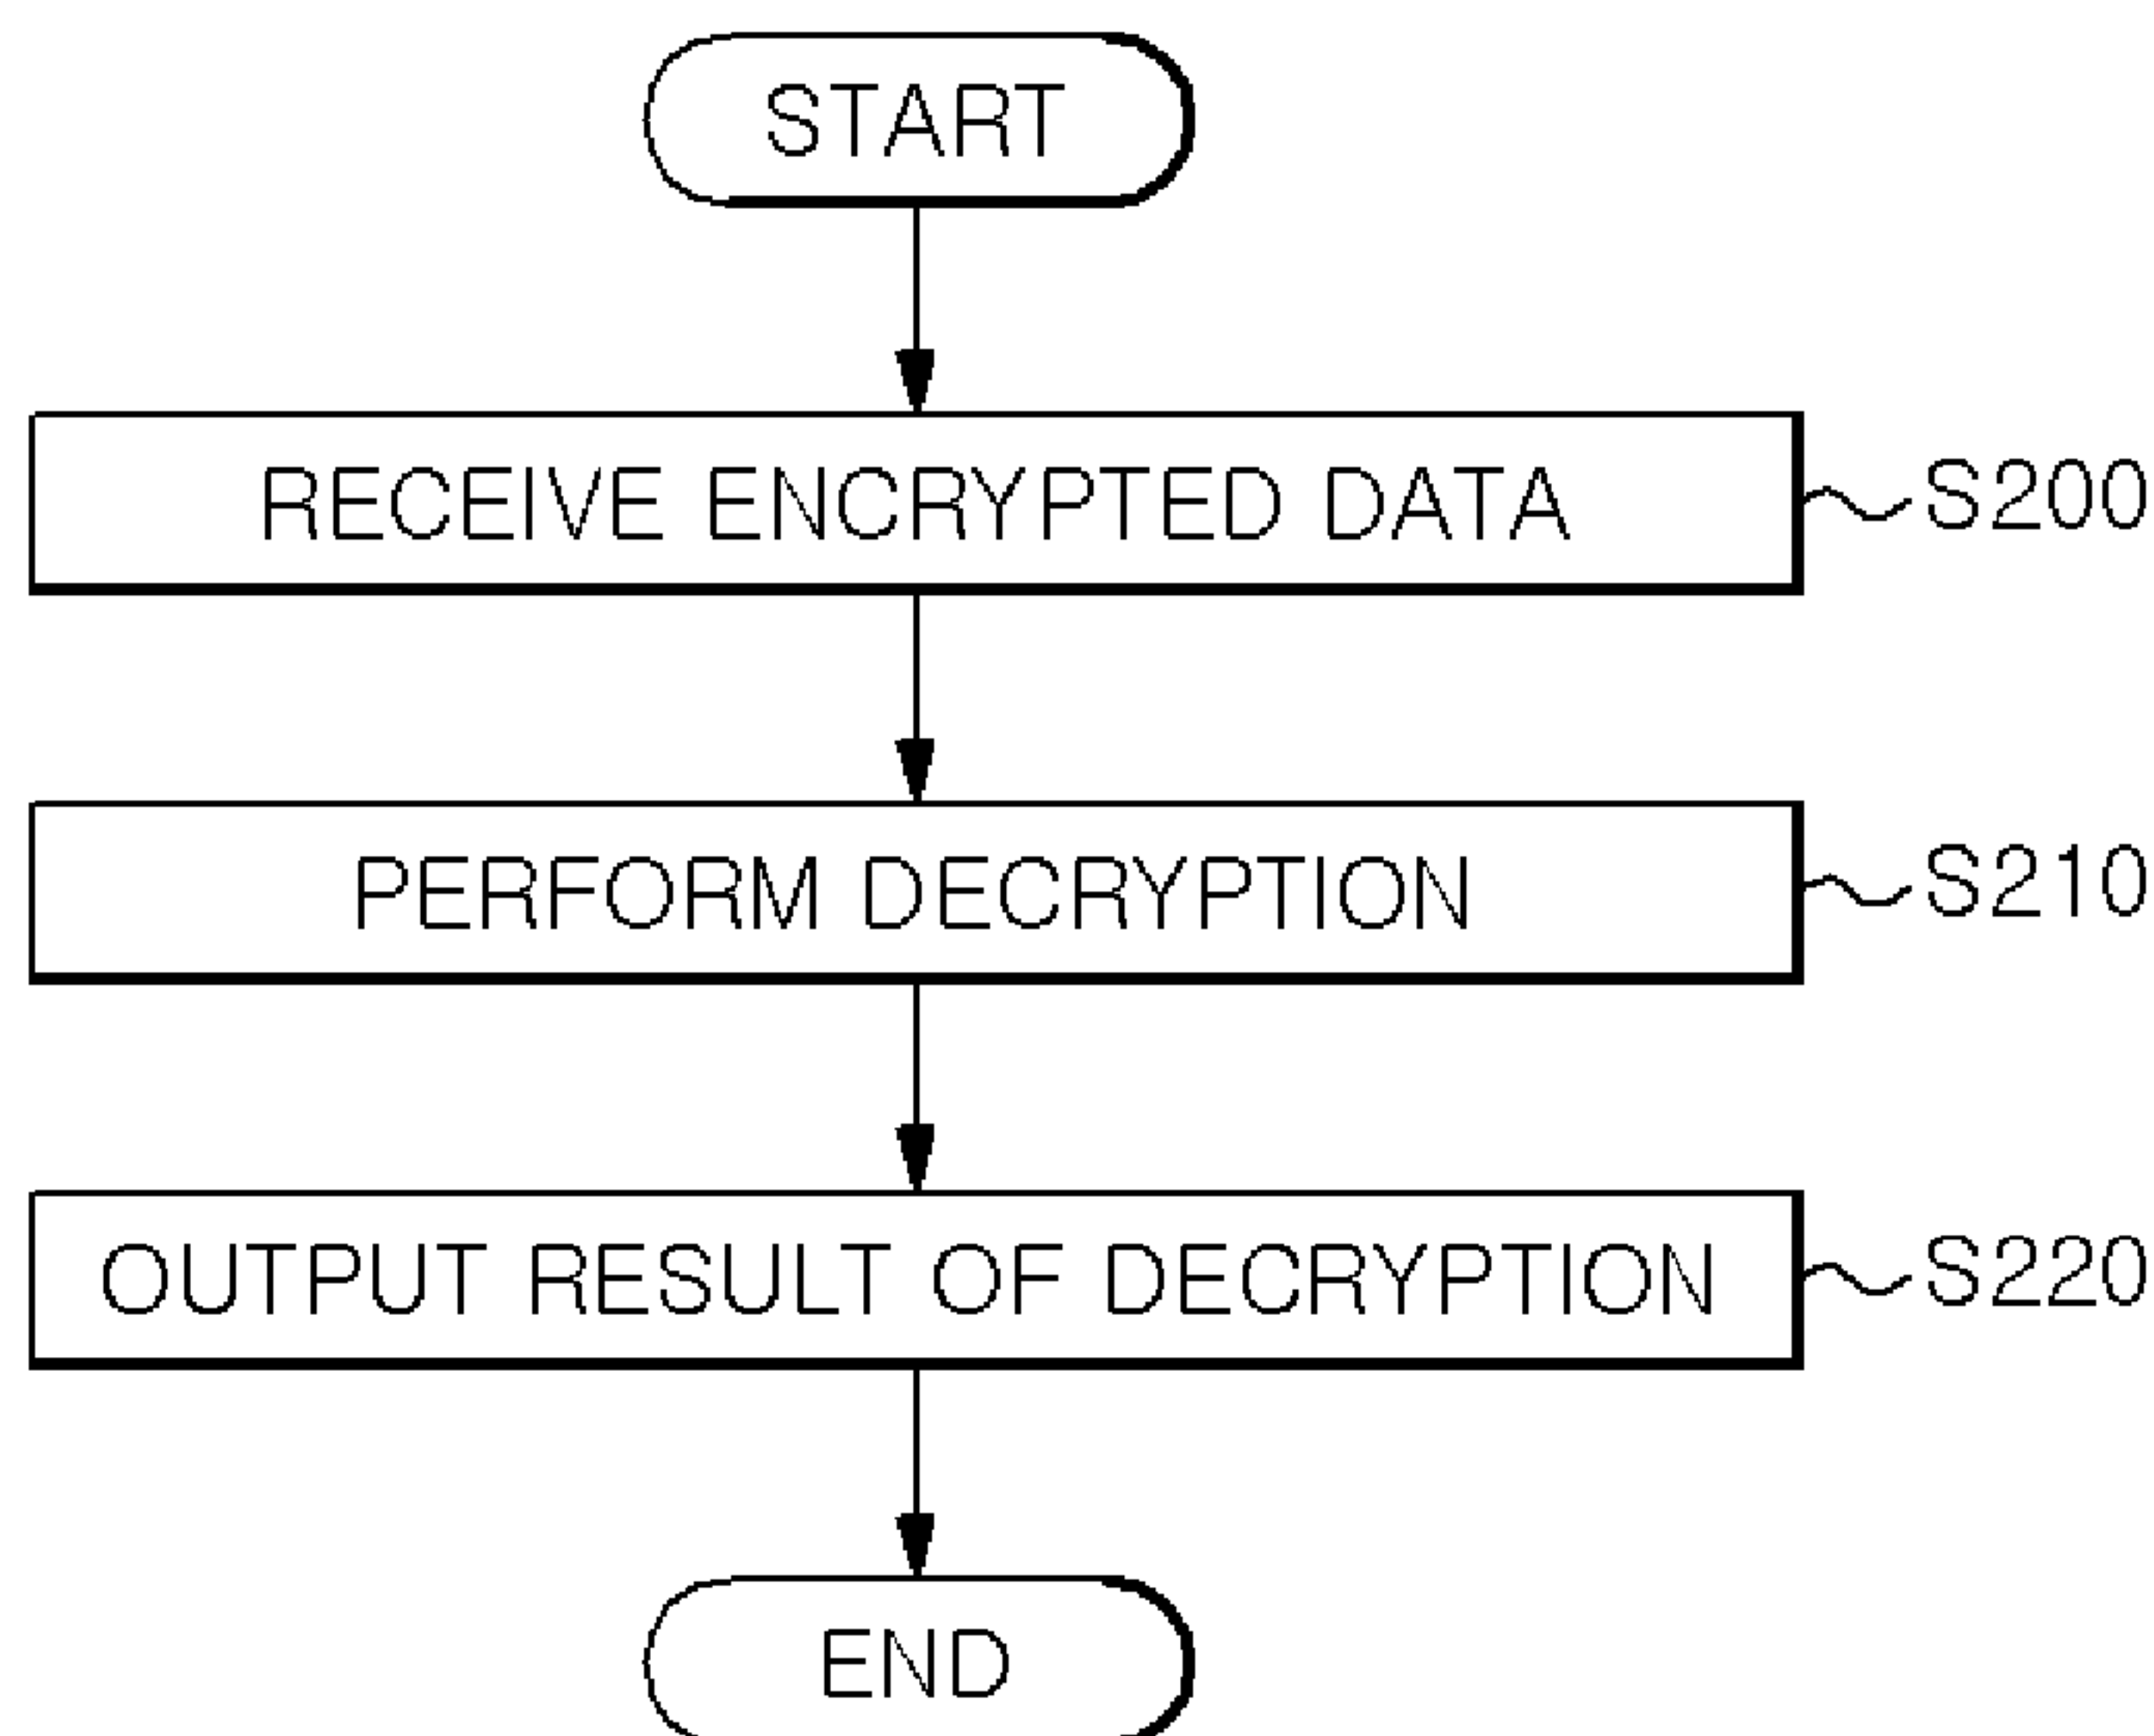 START
RECEIVE ENCRYPTED DATA
S200
PERFORM DECRYPTION
S210
OUTPUT RESULT OF DECRYPTION
S220
END